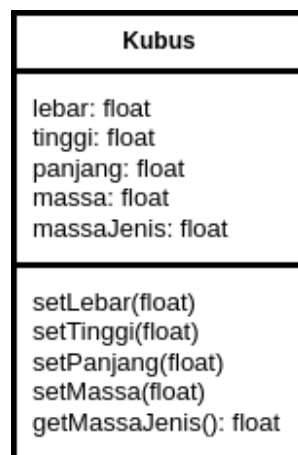 Kubus
lebar: float
tinggi: float
panjang: float
massa: float
massaJenis: float
setLebar(float)
setTinggi(float)
setPanjang(float)
setMassa(float)
getMassaJenis(): float